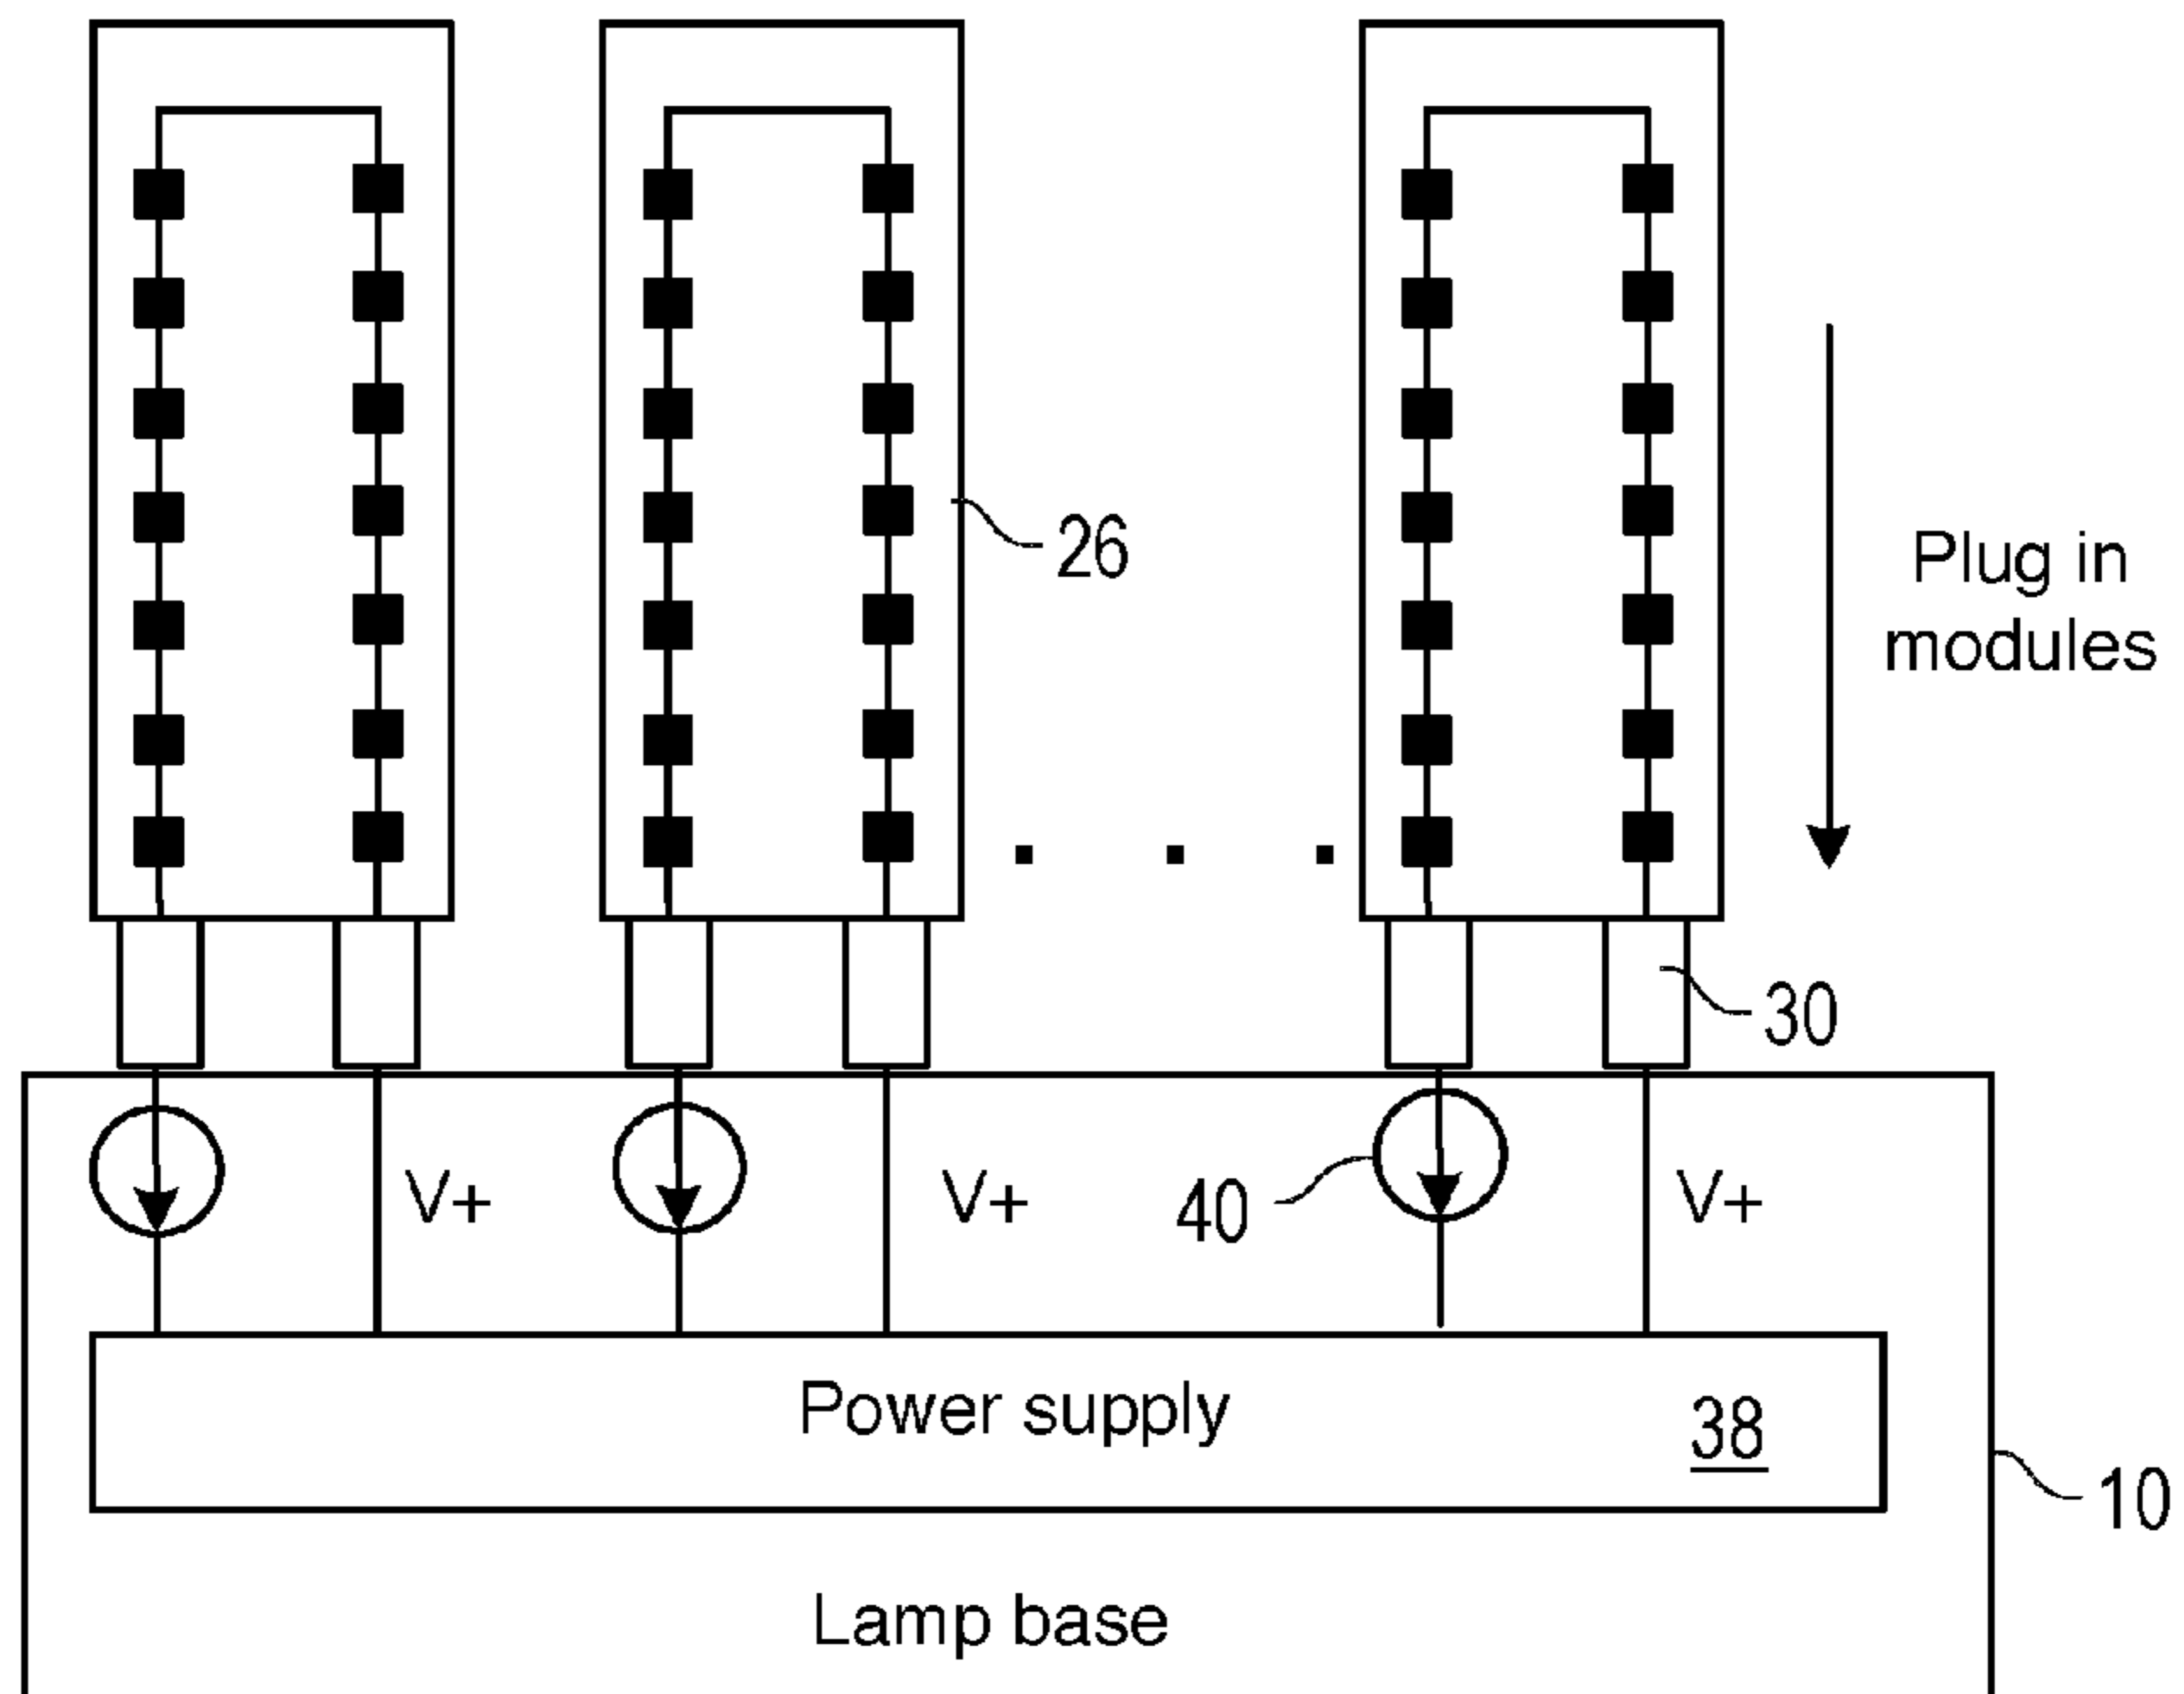 26
Plug in
modules
30
V+
V+
40
V+
Power supply
38
10
Lamp base